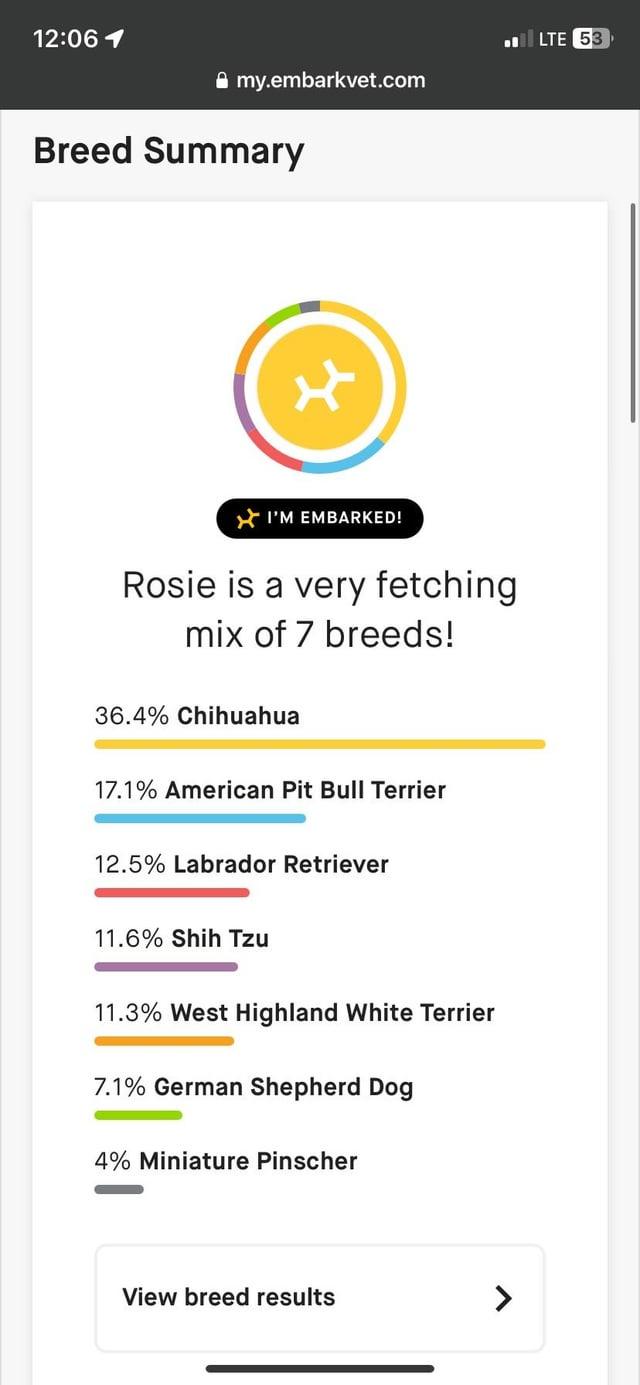 12:06
LTE
53
my.embarkvet.com
Breed Summary
I'M EMBARKED!
Rosie is a very fetching
mix of 7 breeds!
36.4% Chihuahua
17.1% American Pit Bull Terrier
12.5% Labrador Retriever
11.6% Shih Tzu
11.3% West Highland White Terrier
7.1% German Shepherd Dog
4% Miniature Pinscher
View breed results